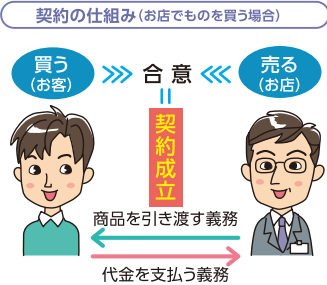 契約の仕組み(お店でものを買う場合)
買う
(お客)
合意
売る
(お店)
契約成立
商品を引き渡す義務
代金を支払う義務